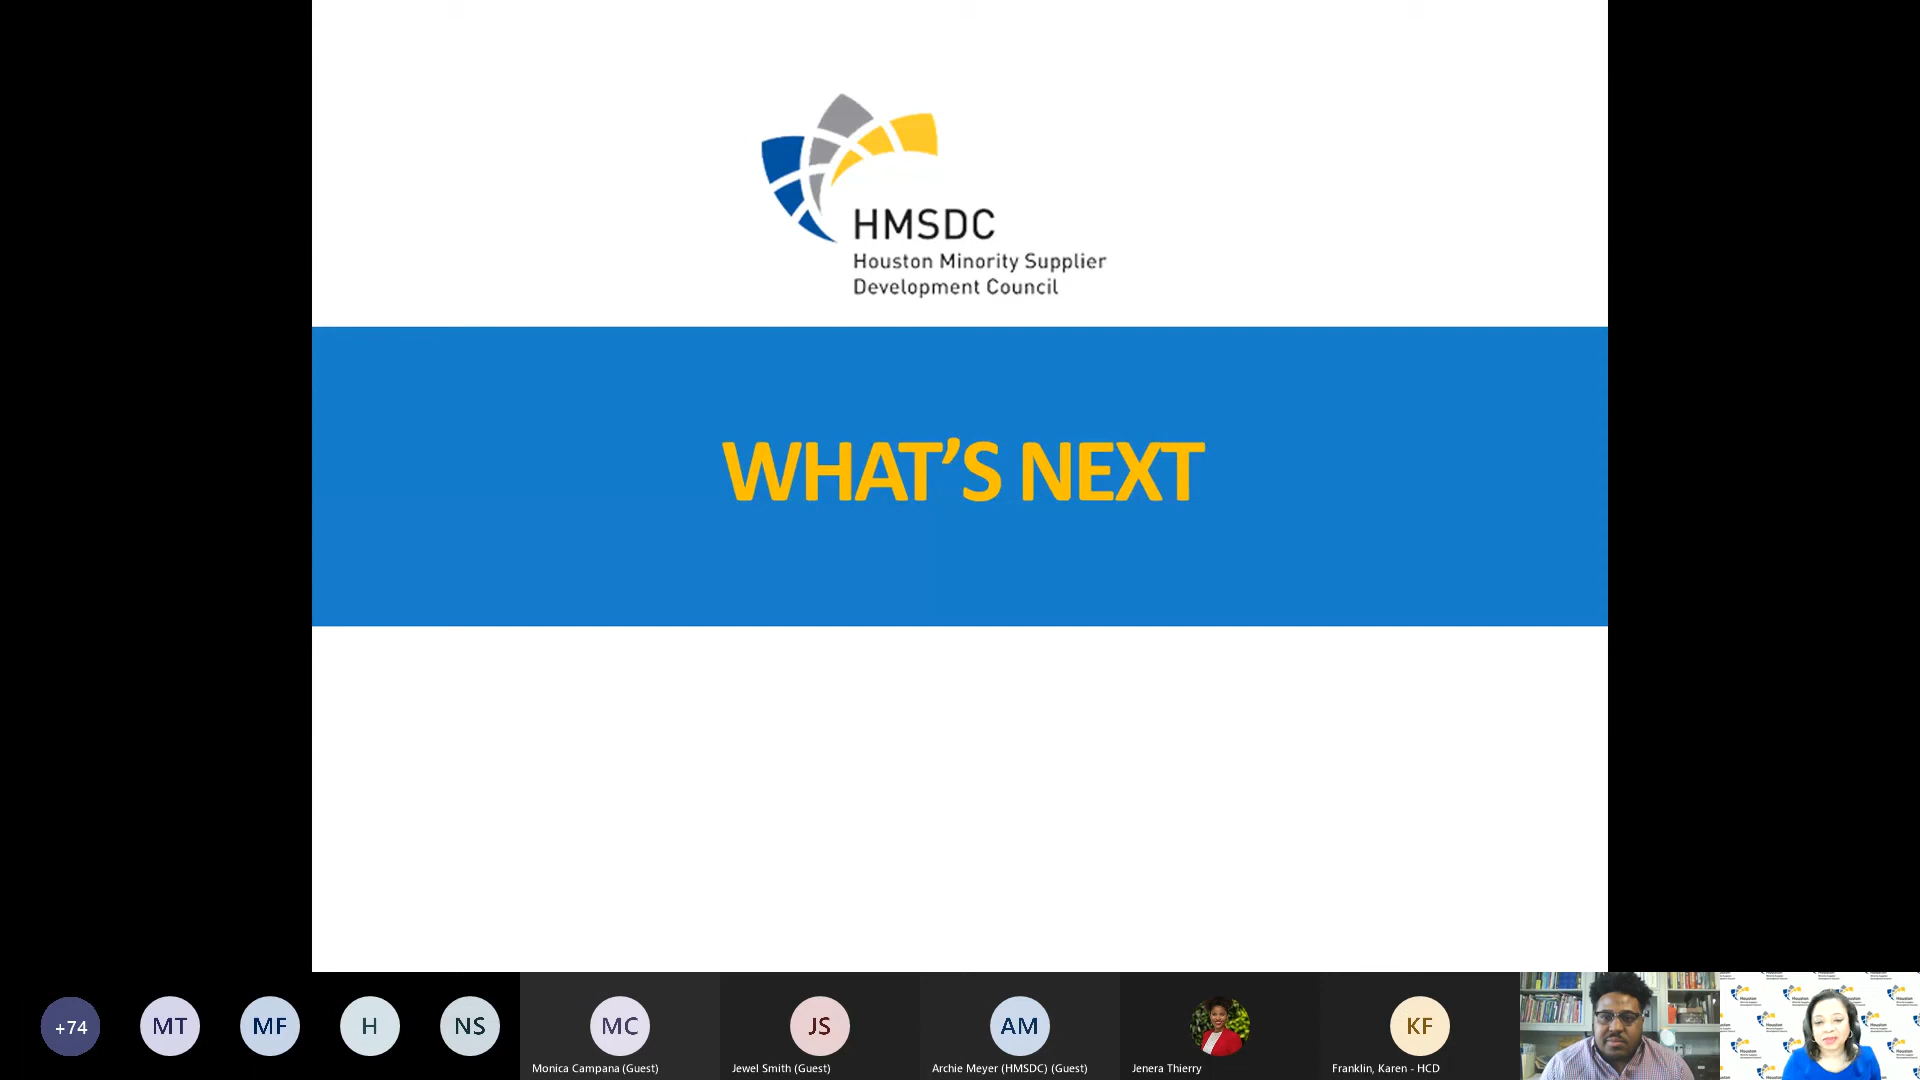 HMSDC
Houston Minority Supplier
Development Council
WHAT'S NEXT
+74
MT
MF
H
NS
MC
JS
AM
KF
Monica Campana (Guest)
Jewel Smith (Guest)
Archie Meyer (HMSDC) (Guest)
Jenera Thierry
Franklin, Karen - HCD